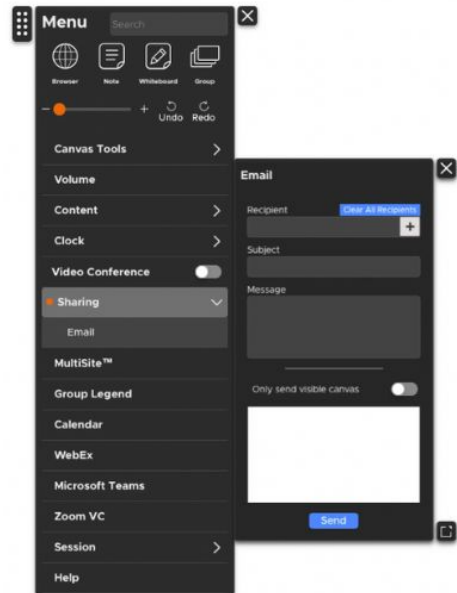 Menu
Search
Browser Note Whiteboard Group
- +
Undo Redo
Canvas Tools
Volume
Content
Clock
Video Conference
Sharing
Email
MultiSite™
Group Legend
Calendar
WebEx
Microsoft Teams
Zoom VC
Session
Help
Email
Recipient Clear All Recipients
+
Subject
Message
Only send visible canvas
Send